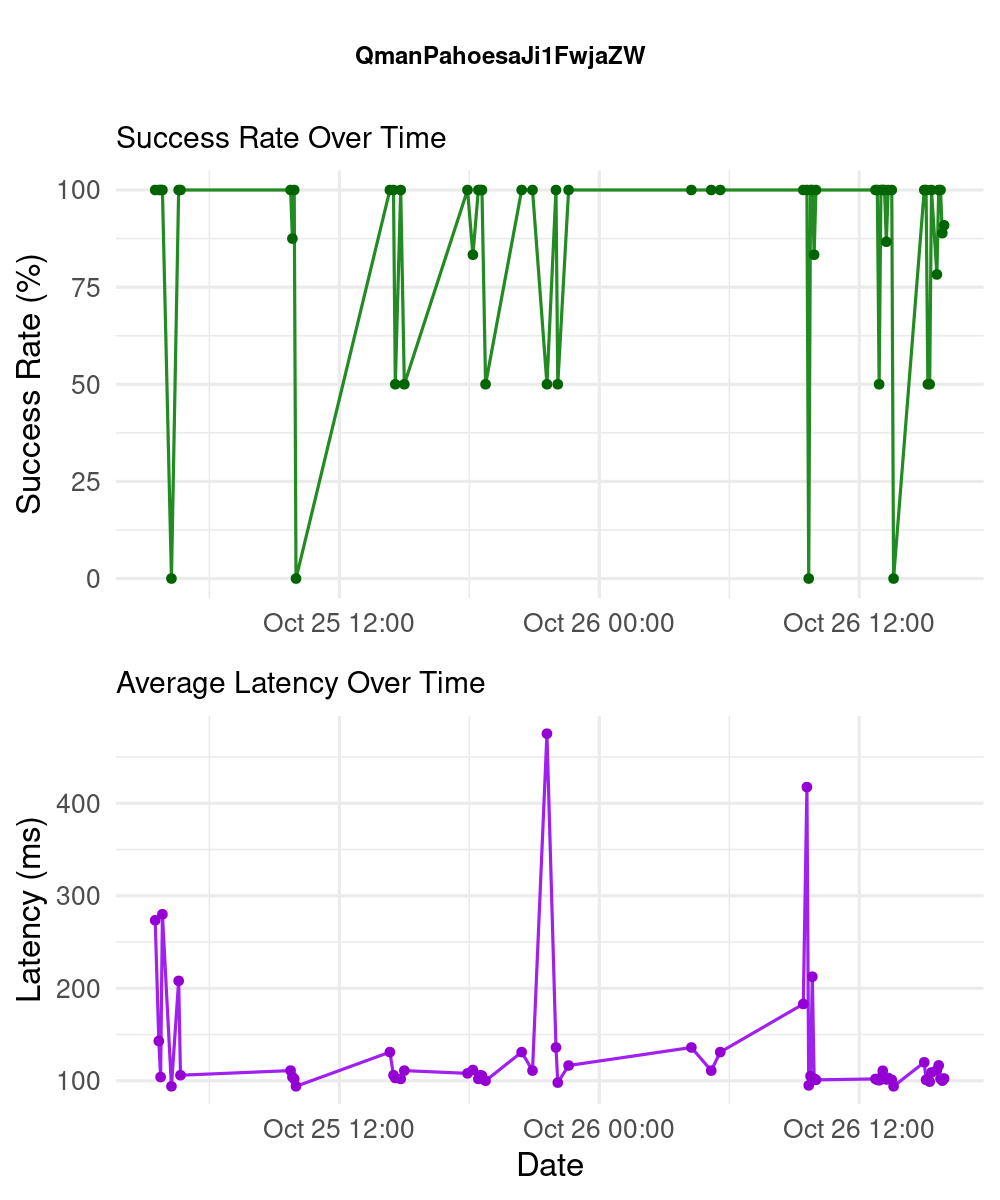 QmanPahoesaJi1FwjaZW
Success Rate Over Time
Success Rate (%)
100
75
50
25
0
Oct 25 12:00 Oct 26 00:00 Oct 26 12:00
Average Latency Over Time
Latency (ms)
400
300
200
100
Oct 25 12:00 Oct 26 00:00 Oct 26 12:00
Date